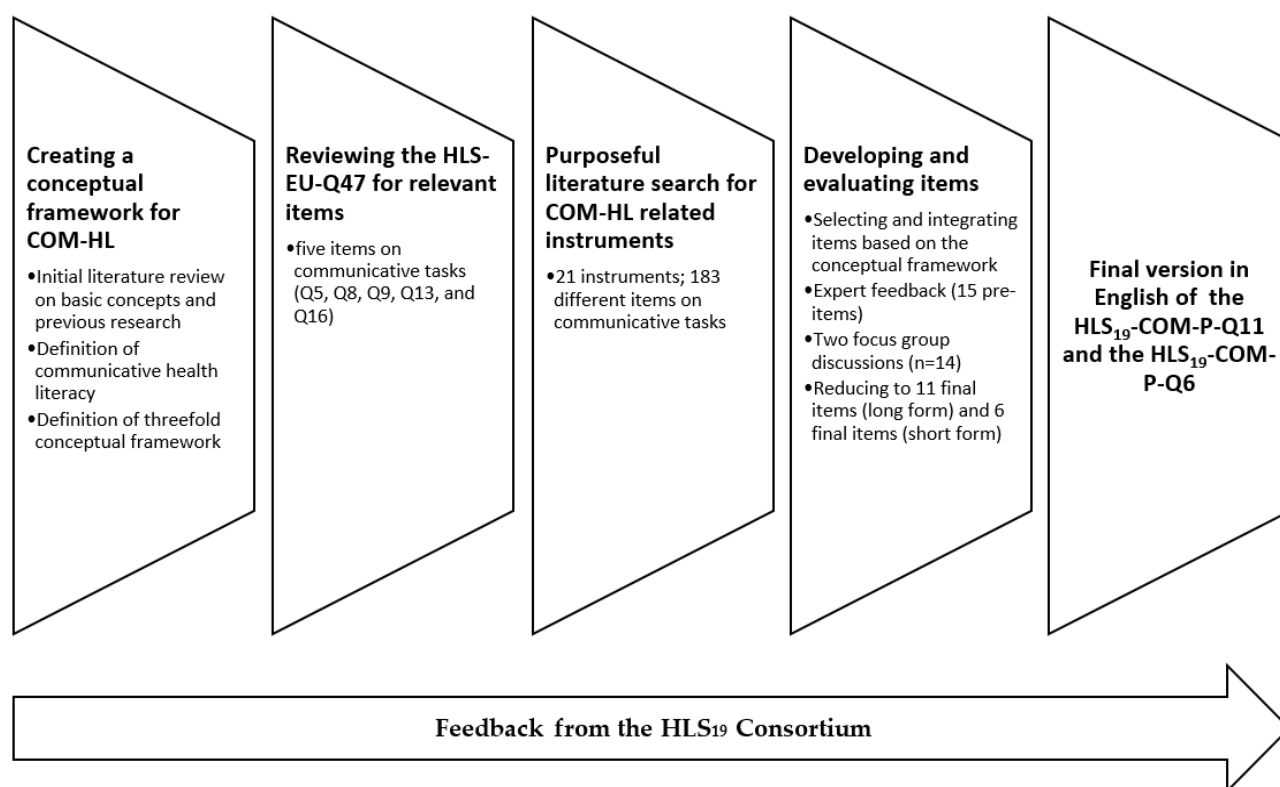 Creating a
conceptual
framework for
COM-HL
•Initial literature review
on basic concepts and
previous research
•Definition of
communicative health
literacy
•Definition of threefold
conceptual framework
Reviewing the HLS-
EU-Q47 for relevant
items
•five items on
communicative tasks
(Q5, Q8, Q9, Q13, and
Q16)
Purposeful
literature search for
COM-HL related
instruments
•21 instruments; 183
different items on
communicative tasks
Developing and
evaluating items
•Selecting and integrating
items based on the
conceptual framework
•Expert feedback (15 pre-
items)
•Two focus group
discussions (n=14)
•Reducing to 11 final
items (long form) and 6
final items (short form)
Final version in
English of the
HLS₁₉-COM-P-Q11
and the HLS₁₉-COM-
P-Q6
Feedback from the HLS₁₉ Consortium